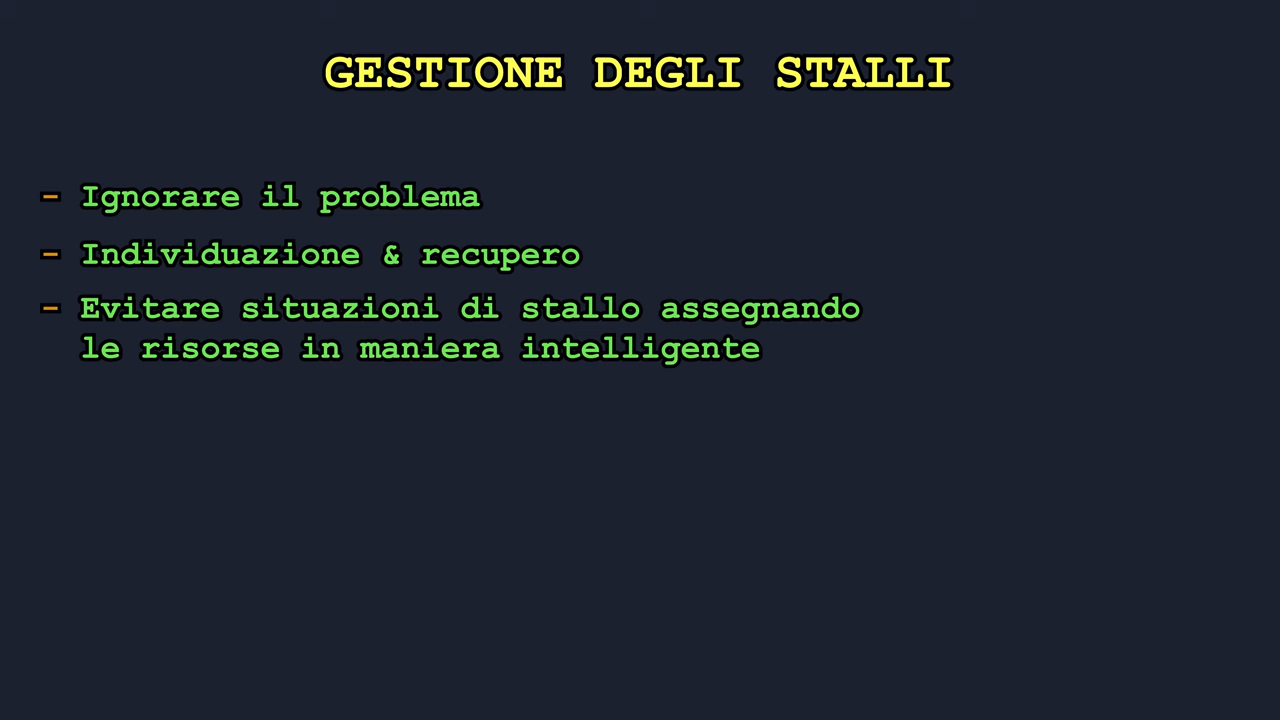 GESTIONE DEGLI STALLI
- Ignorare il problema
- Individuazione & recupero
- Evitare situazioni di stallo assegnando
le risorse in maniera intelligente